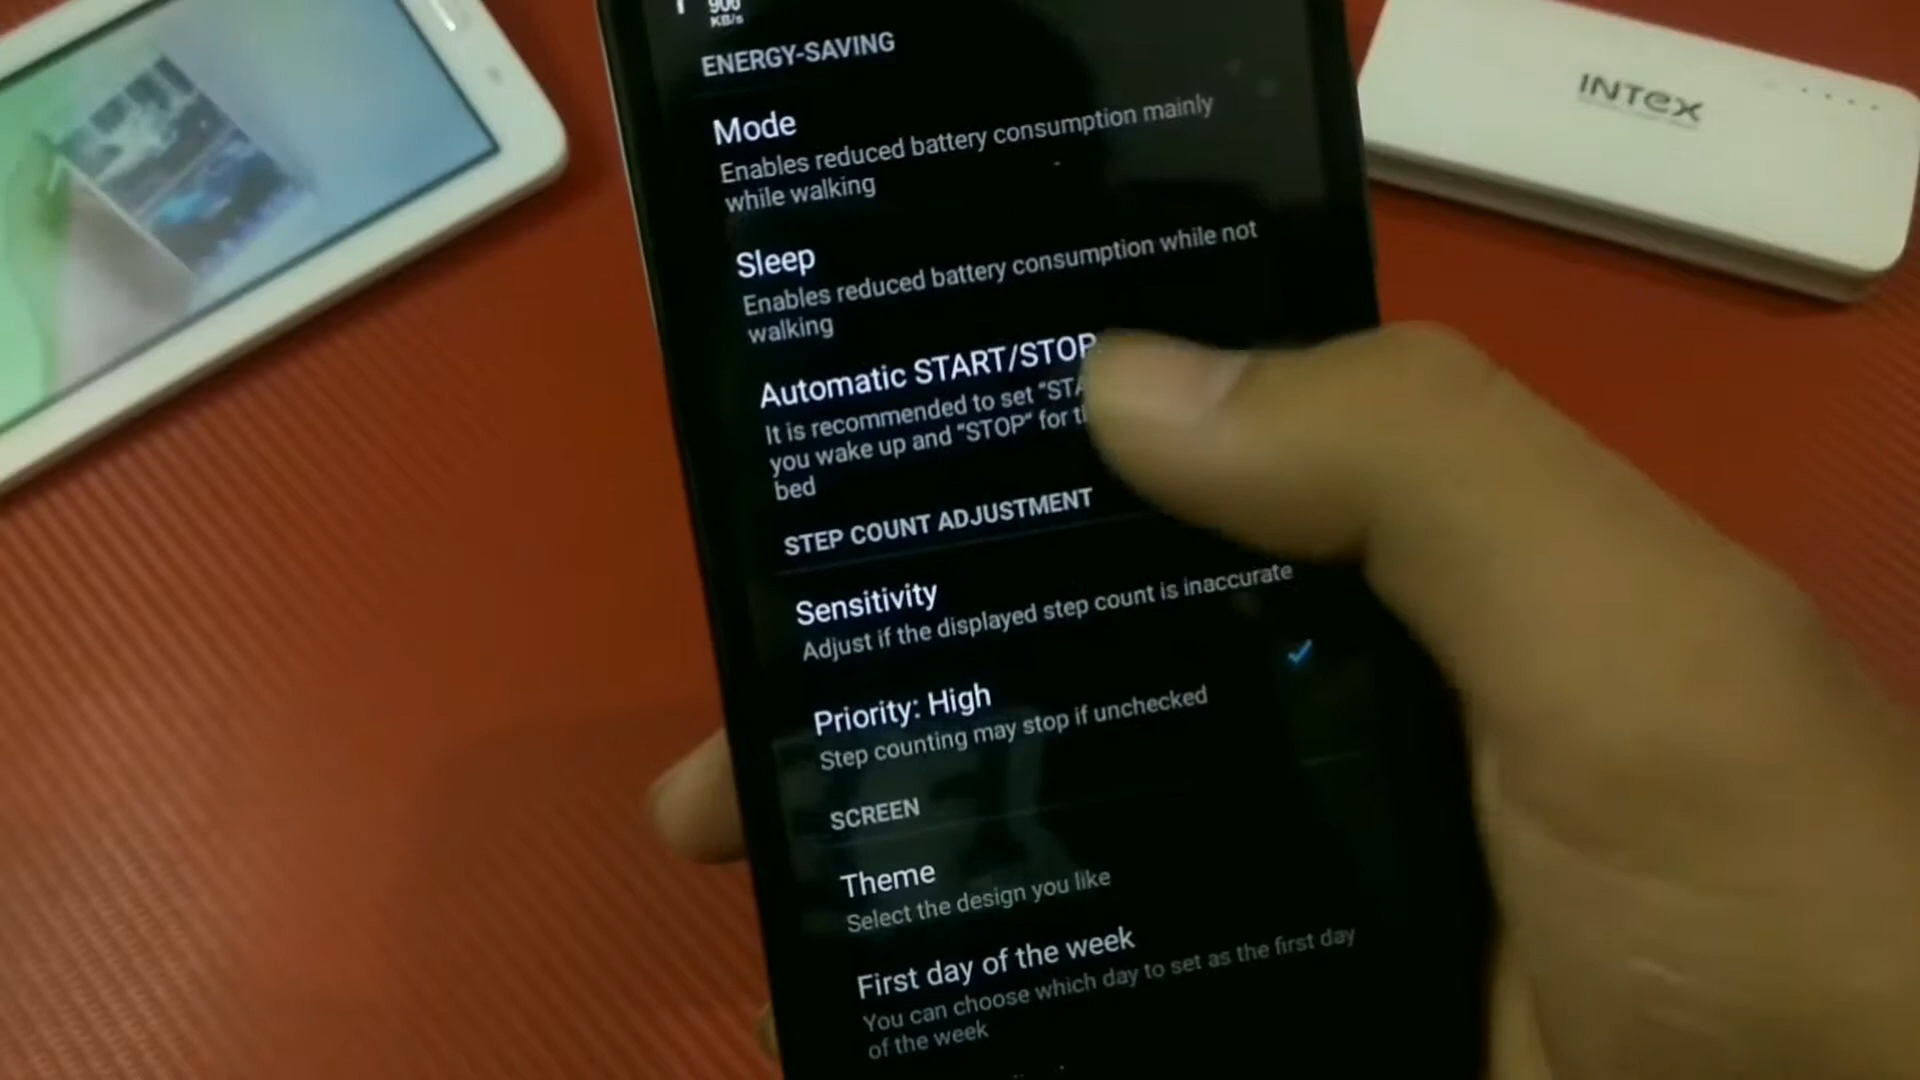 906
KB/s
ENERGY-SAVING
INTEX
Mode
Enables reduced battery consumption mainly
while walking
Sleep
Enables reduced battery consumption while not
walking
Automatic START/STOP
It is recommended to set "STA
you wake up and "STOP" for
bed
STEP COUNT ADJUSTMENT
Sensitivity
Adjust if the displayed step count is inaccurate
Priority: High
Step counting may stop if unchecked
SCREEN
Theme
Select the design you like
First day of the week
You can choose which day to set as the first day
of the week